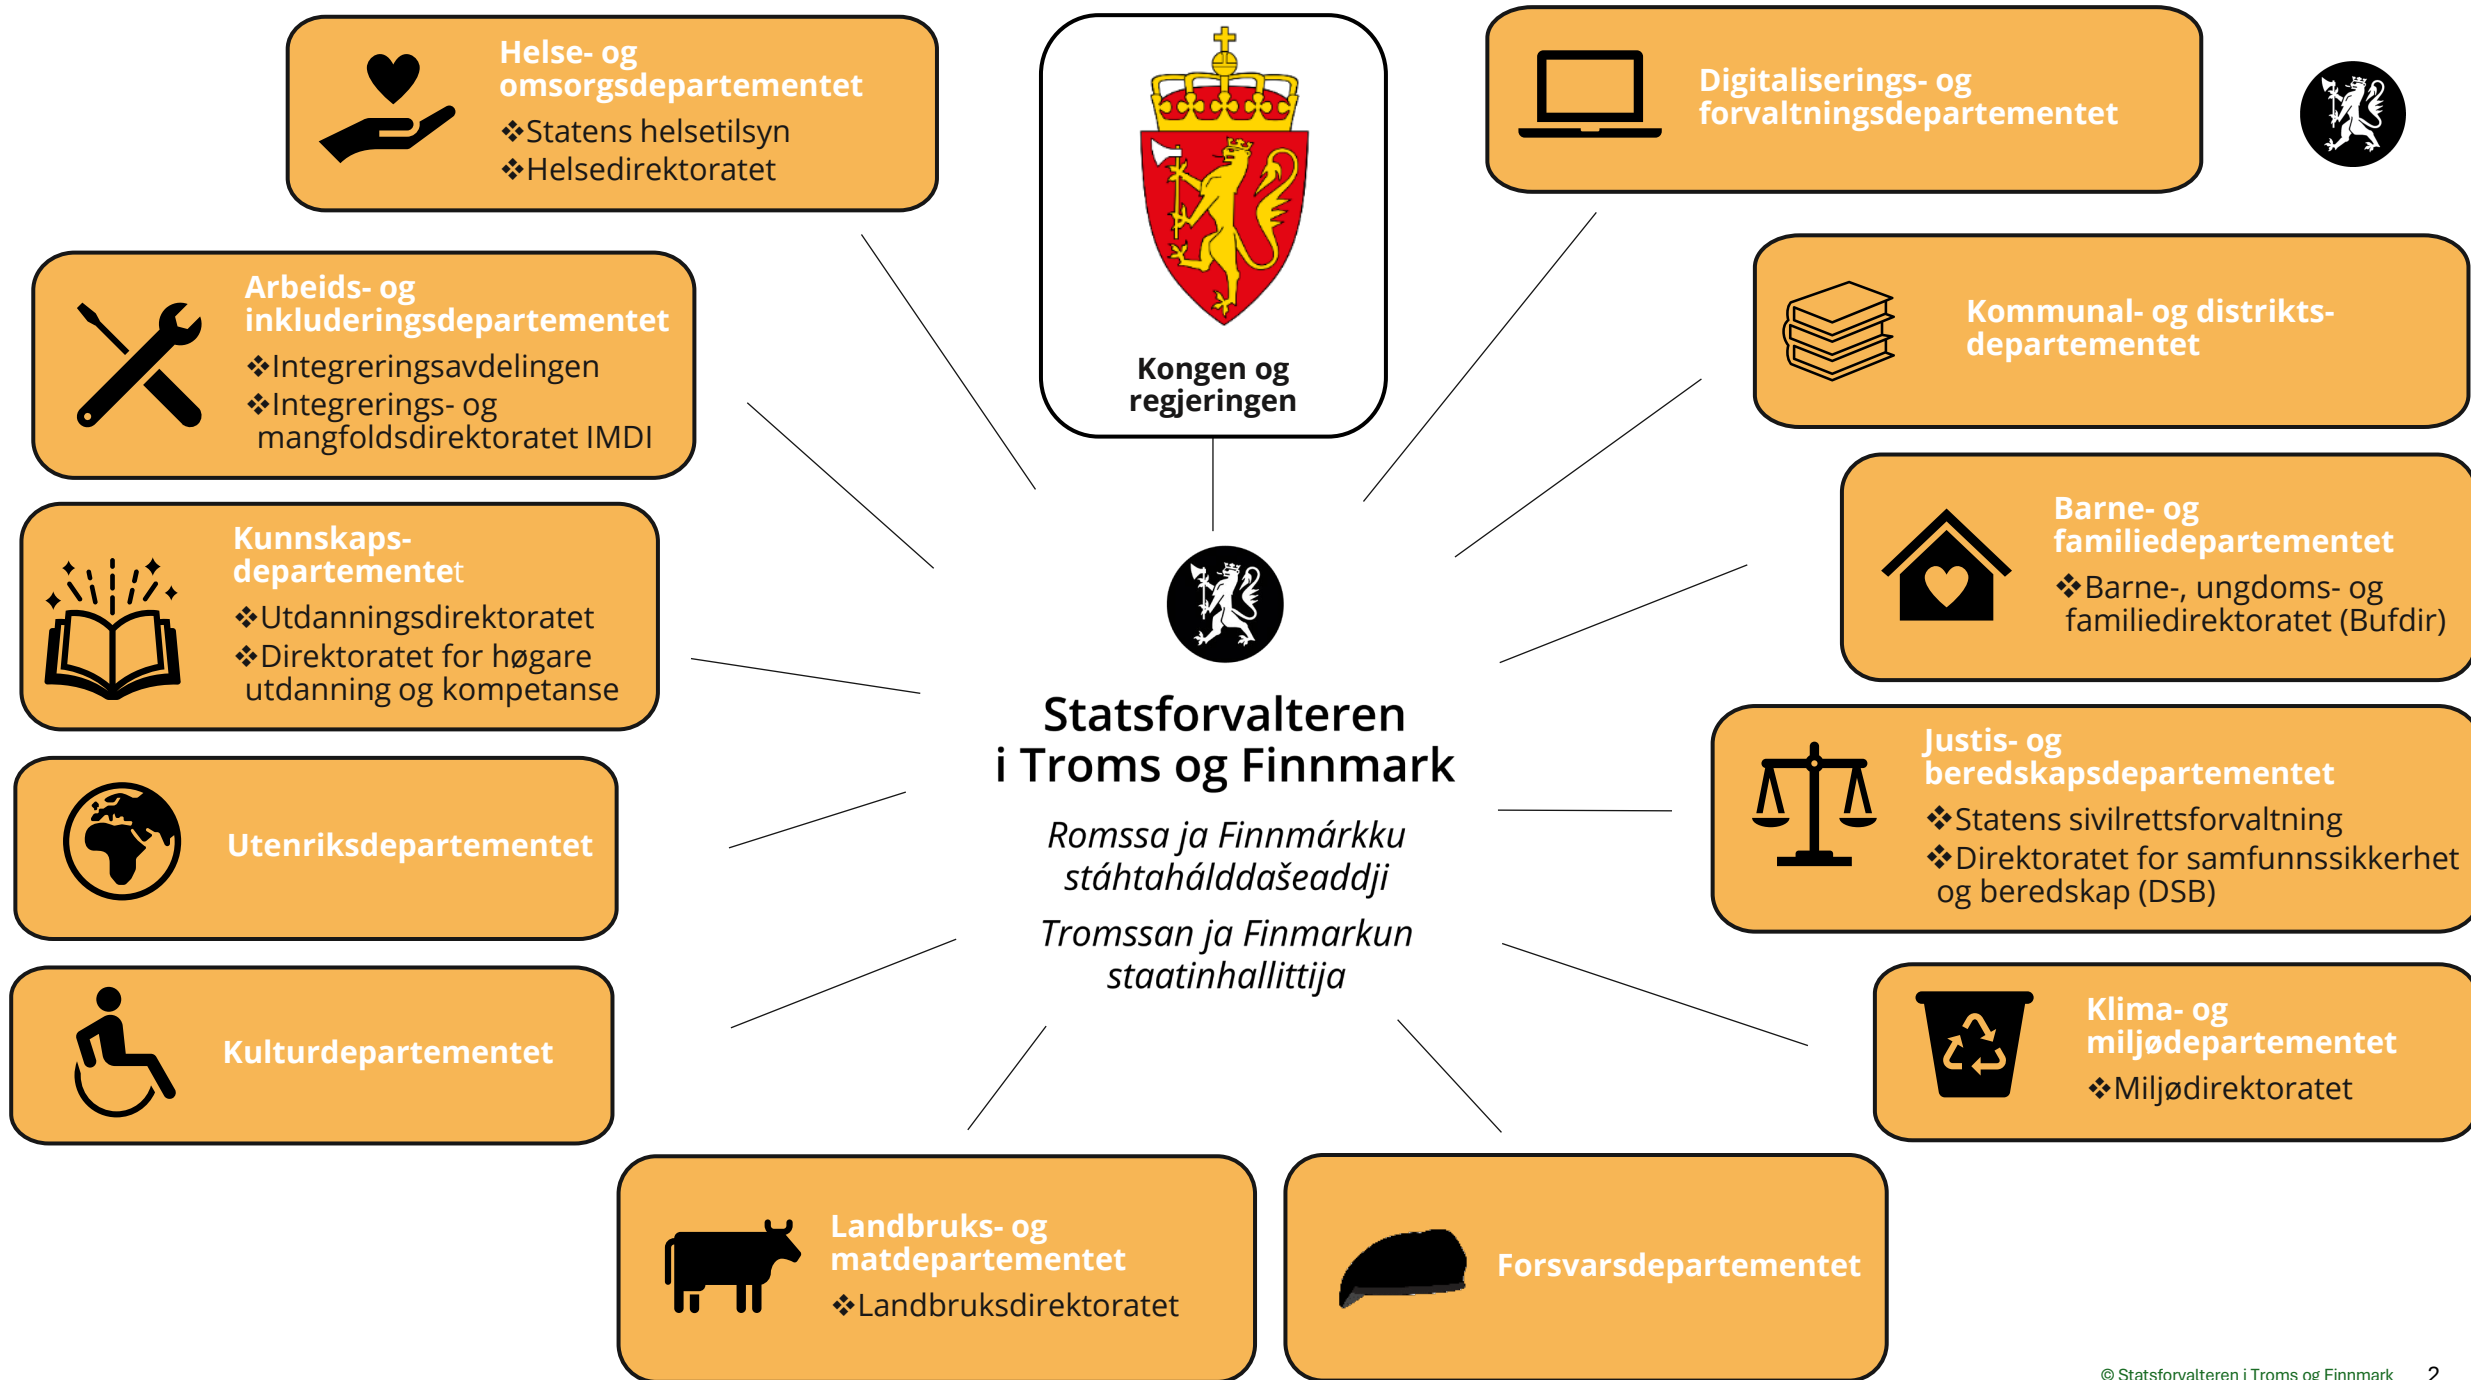 Helse- og
omsorgsdepartementet
❖Statens helsetilsyn
❖Helsedirektoratet
Kongen og
regjeringen
Digitaliserings- og
forvaltningsdepartementet
Arbeids- og
inkluderingsdepartementet
❖Integreringsavdelingen
❖Integrerings- og
mangfoldsdirektoratet IMDI
Kommunal- og distrikts-
departementet
Kunnskaps-
departementet
❖Utdanningsdirektoratet
❖Direktoratet for høgare
utdanning og kompetanse
Barne- og
familiedepartementet
❖Barne-, ungdoms- og
familiedirektoratet (Bufdir)
Statsforvalteren
i Troms og Finnmark
Romssa ja Finnmárkku
stáhtahálddašeaddji
Tromssan ja Finmarkun
staatinhallittija
Utenriksdepartementet
Justis- og
beredskapsdepartementet
❖Statens sivilrettsforvaltning
❖Direktoratet for samfunnssikkerhet
og beredskap (DSB)
Kulturdepartementet
Klima- og
miljødepartementet
❖Miljødirektoratet
Landbruks- og
matdepartementet
❖Landbruksdirektoratet
Forsvarsdepartementet
© Statsforvalteren i Troms og Finnmark 2